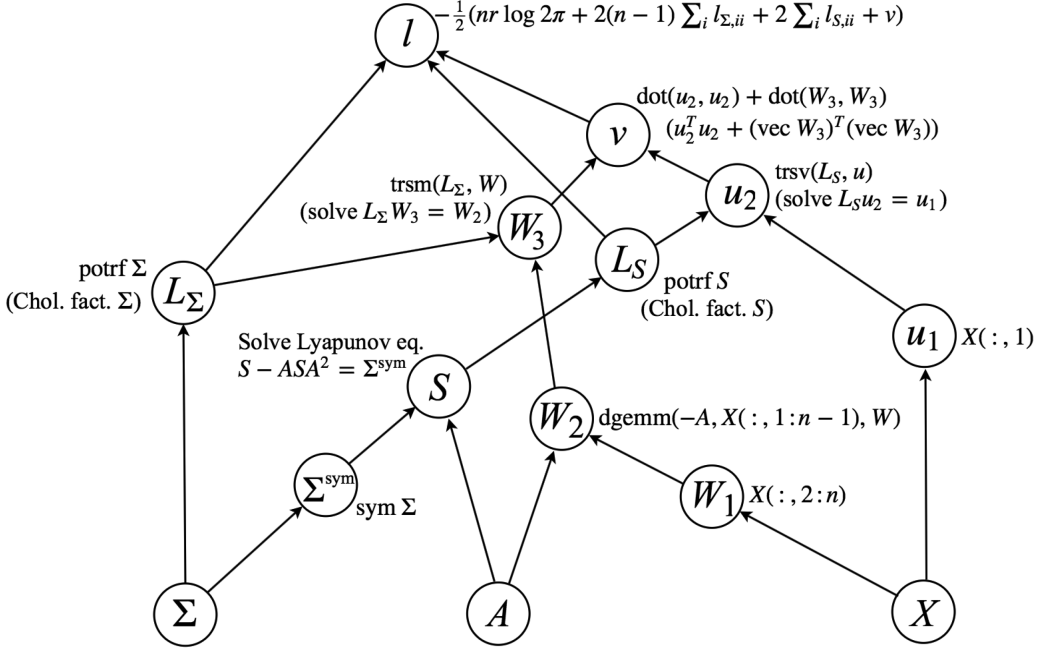 l
-½(nr log 2π + 2(n − 1) ∑ᵢ l_{Σ,ii} + 2 ∑ᵢ l_{S,ii} + v)
dot(u₂, u₂) + dot(W₃, W₃)
v
(u₂ᵀu₂ + (vec W₃)ᵀ(vec W₃))
trsm(L_Σ, W)
(solve L_Σ W₃ = W₂)
W₃
u₂
trsv(L_S, u)
(solve L_S u₂ = u₁)
potrf Σ
(Chol. fact. Σ)
L_Σ
L_S
potrf S
(Chol. fact. S)
Solve Lyapunov eq.
S − ASA² = Σ^sym
S
u₁
X(:, 1)
W₂
dgemm(−A, X(:, 1:n − 1), W)
Σ^sym
sym Σ
W₁
X(:, 2:n)
Σ
A
X